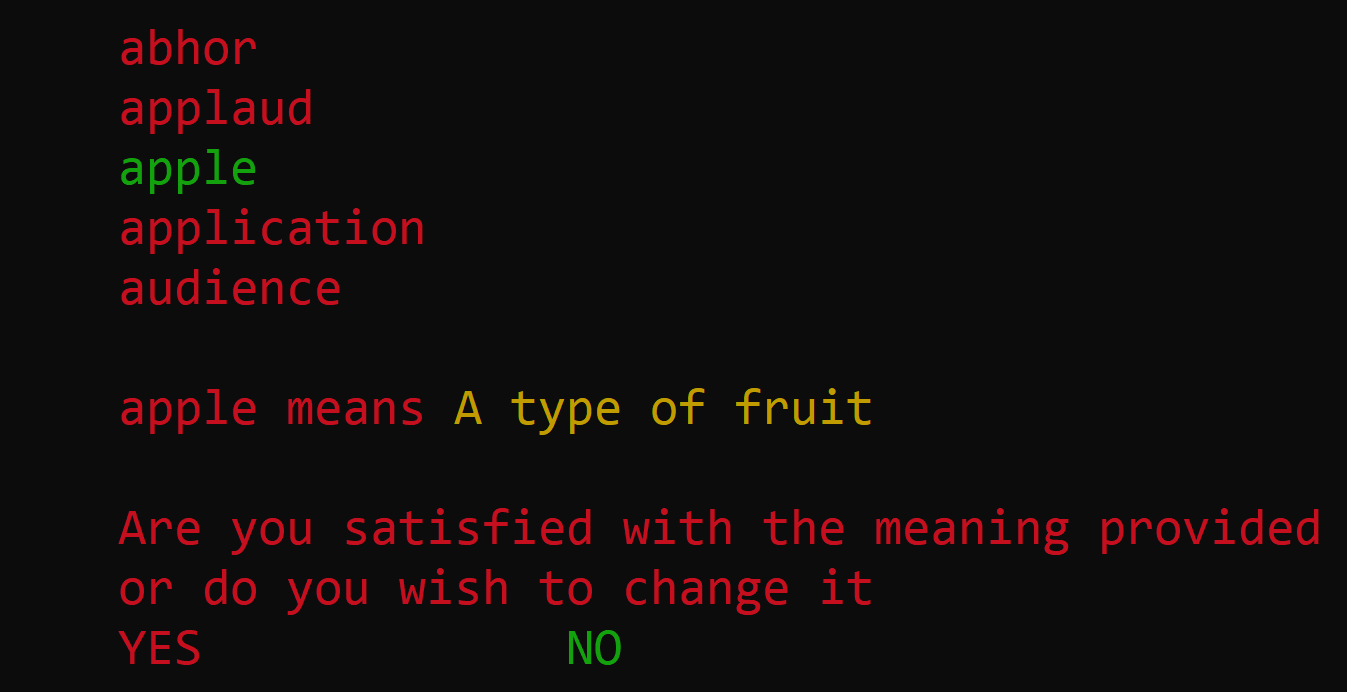 abhor
applaud
apple
application
audience
apple means A type of fruit
Are you satisfied with the meaning provided
or do you wish to change it
YES NO